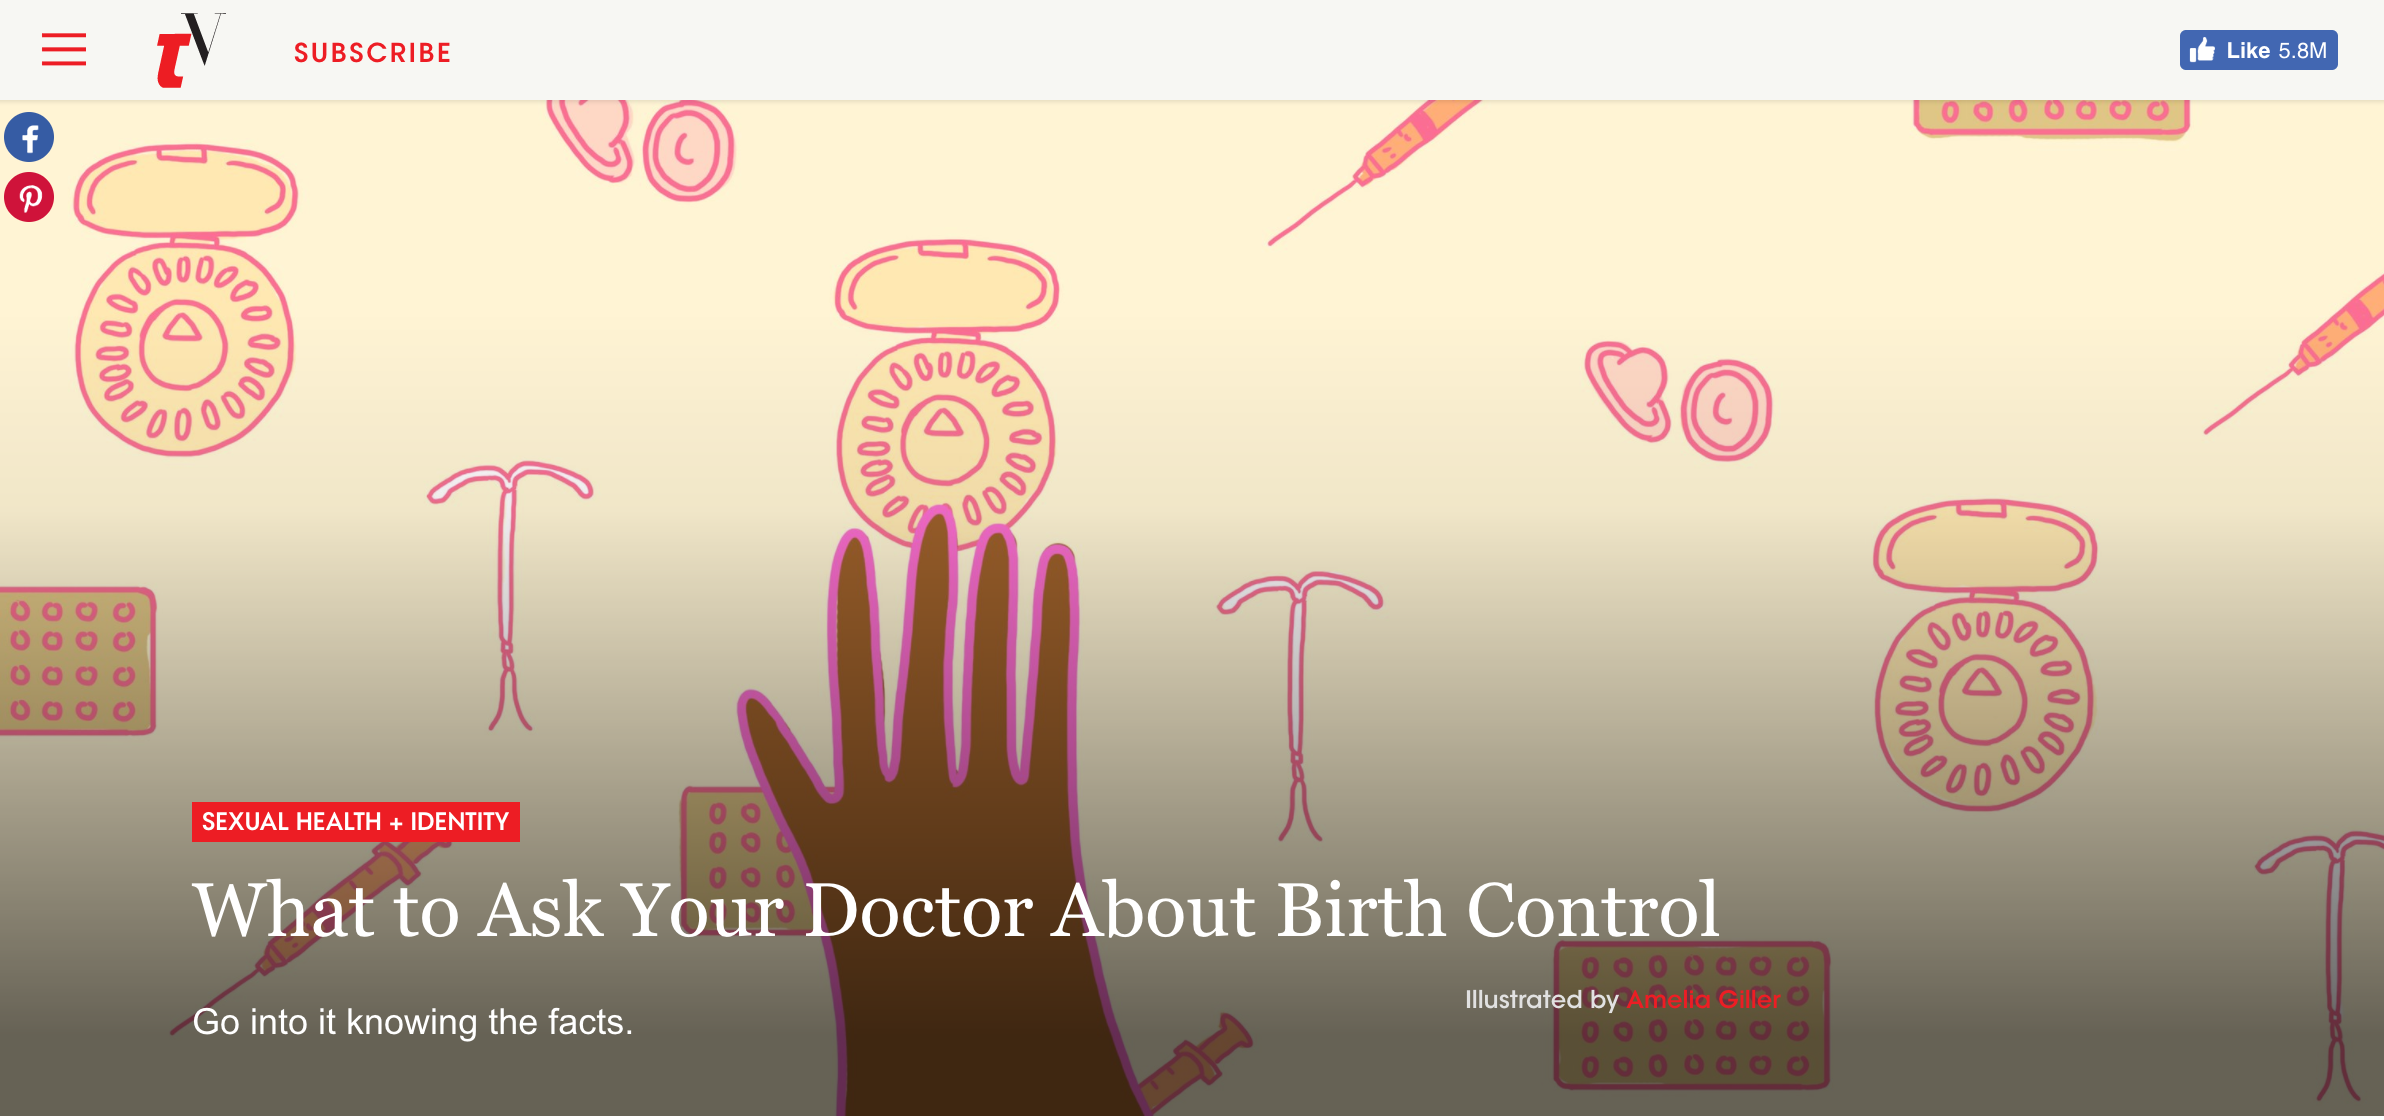 tV
SUBSCRIBE
Like 5.8M
SEXUAL HEALTH + IDENTITY
What to Ask Your Doctor About Birth Control
Illustrated by Amelia Giller
Go into it knowing the facts.